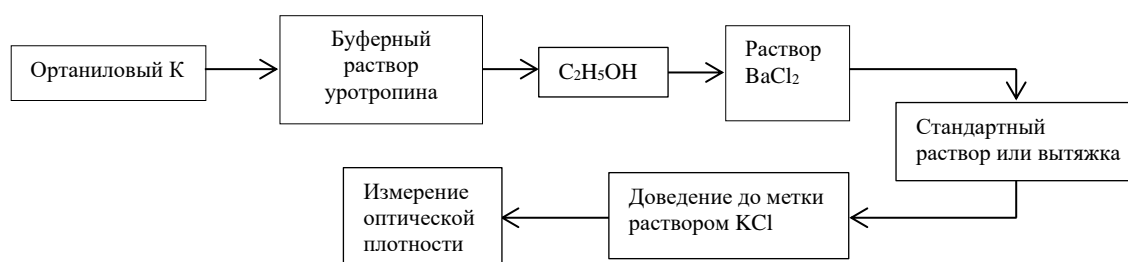 Ортаниловый К
Буферный
раствор
уротропина
C₂H₅OH
Раствор
BaCl₂
Стандартный
раствор или вытяжка
Доведение до метки
раствором KCl
Измерение
оптической
плотности